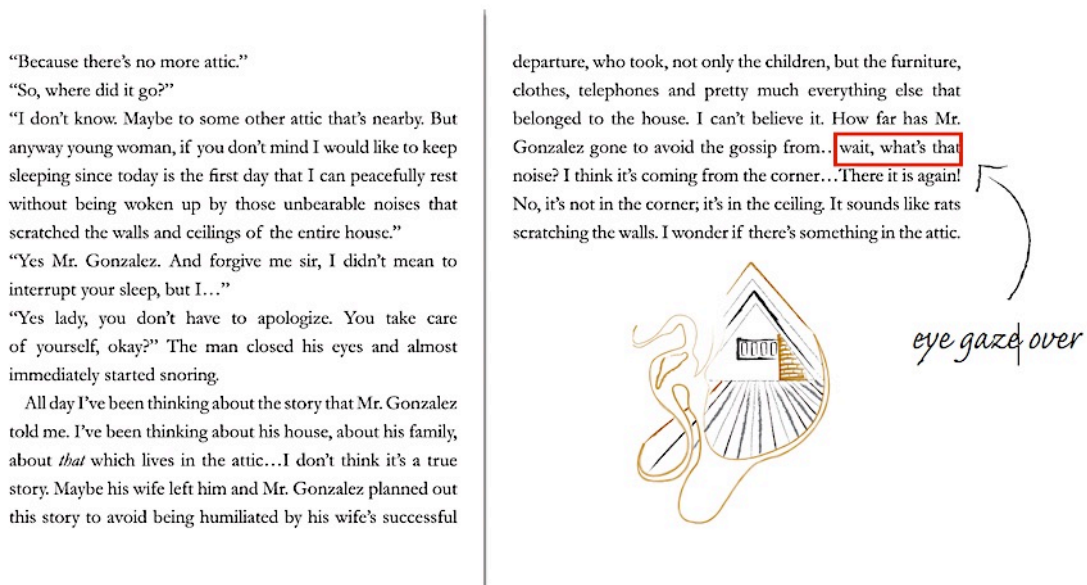 “Because there’s no more attic.”
“So, where did it go?”
“I don’t know. Maybe to some other attic that’s nearby. But
anyway young woman, if you don’t mind I would like to keep
sleeping since today is the first day that I can peacefully rest
without being woken up by those unbearable noises that
scratched the walls and ceilings of the entire house.”
“Yes Mr. Gonzalez. And forgive me sir, I didn’t mean to
interrupt your sleep, but I…”
“Yes lady, you don’t have to apologize. You take care
of yourself, okay?” The man closed his eyes and almost
immediately started snoring.
All day I’ve been thinking about the story that Mr. Gonzalez
told me. I’ve been thinking about his house, about his family,
about that which lives in the attic…I don’t think it’s a true
story. Maybe his wife left him and Mr. Gonzalez planned out
this story to avoid being humiliated by his wife’s successful
departure, who took, not only the children, but the furniture,
clothes, telephones and pretty much everything else that
belonged to the house. I can’t believe it. How far has Mr.
Gonzalez gone to avoid the gossip from… wait, what’s that
noise? I think it’s coming from the corner…There it is again!
No, it’s not in the corner; it’s in the ceiling. It sounds like rats
scratching the walls. I wonder if there’s something in the attic.
eye gaze over